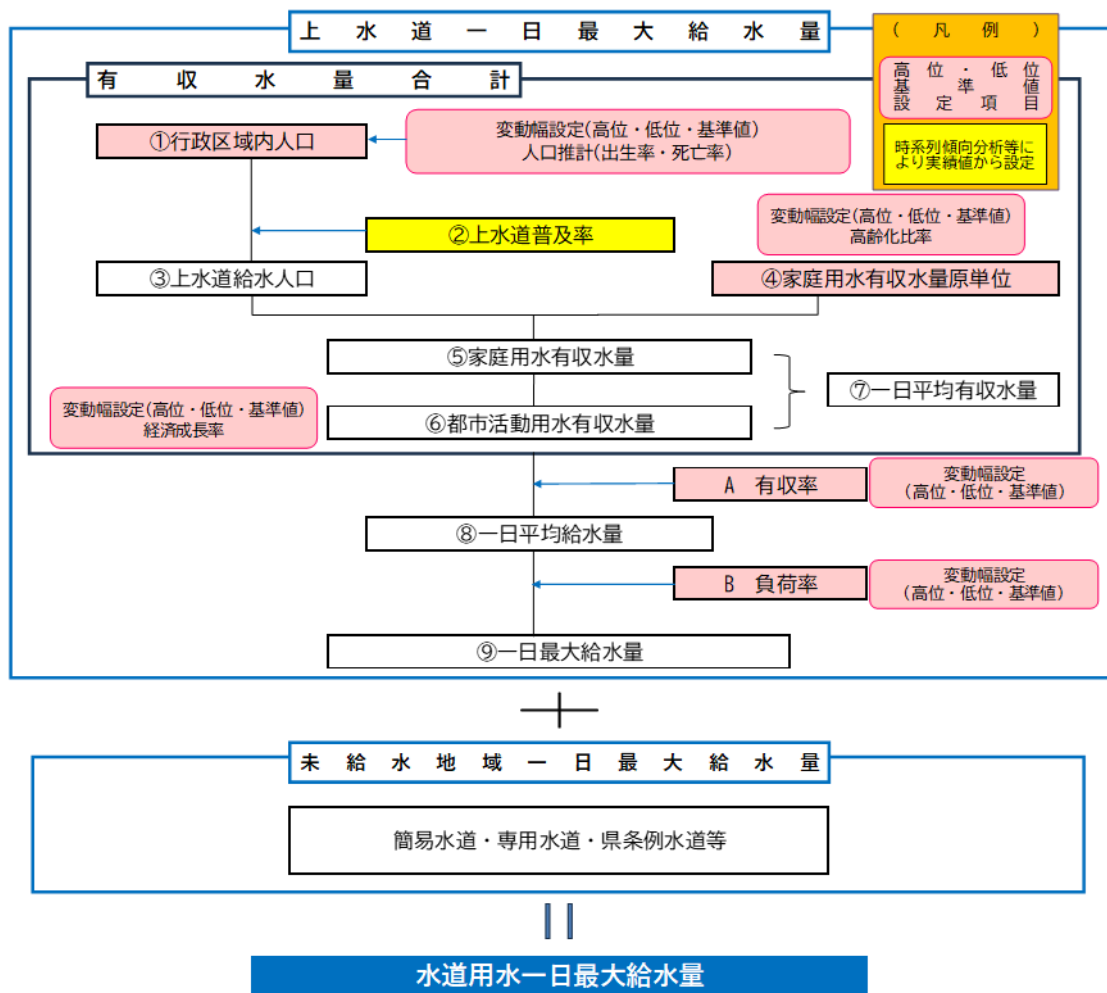 上水道一日最大給水量
(凡例)
高位・低位
基準値
設定項目
時系列傾向分析等に
より実績値から設定
有収水量合計
①行政区域内人口
変動幅設定(高位・低位・基準値)
人口推計(出生率・死亡率)
②上水道普及率
変動幅設定(高位・低位・基準値)
高齢化比率
③上水道給水人口
④家庭用水有収水量原単位
⑤家庭用水有収水量
⑦一日平均有収水量
変動幅設定(高位・低位・基準値)
経済成長率
⑥都市活動用水有収水量
A 有収率
変動幅設定
(高位・低位・基準値)
⑧一日平均給水量
B 負荷率
変動幅設定
(高位・低位・基準値)
⑨一日最大給水量
未給水地域一日最大給水量
簡易水道・専用水道・県条例水道等
水道用水一日最大給水量